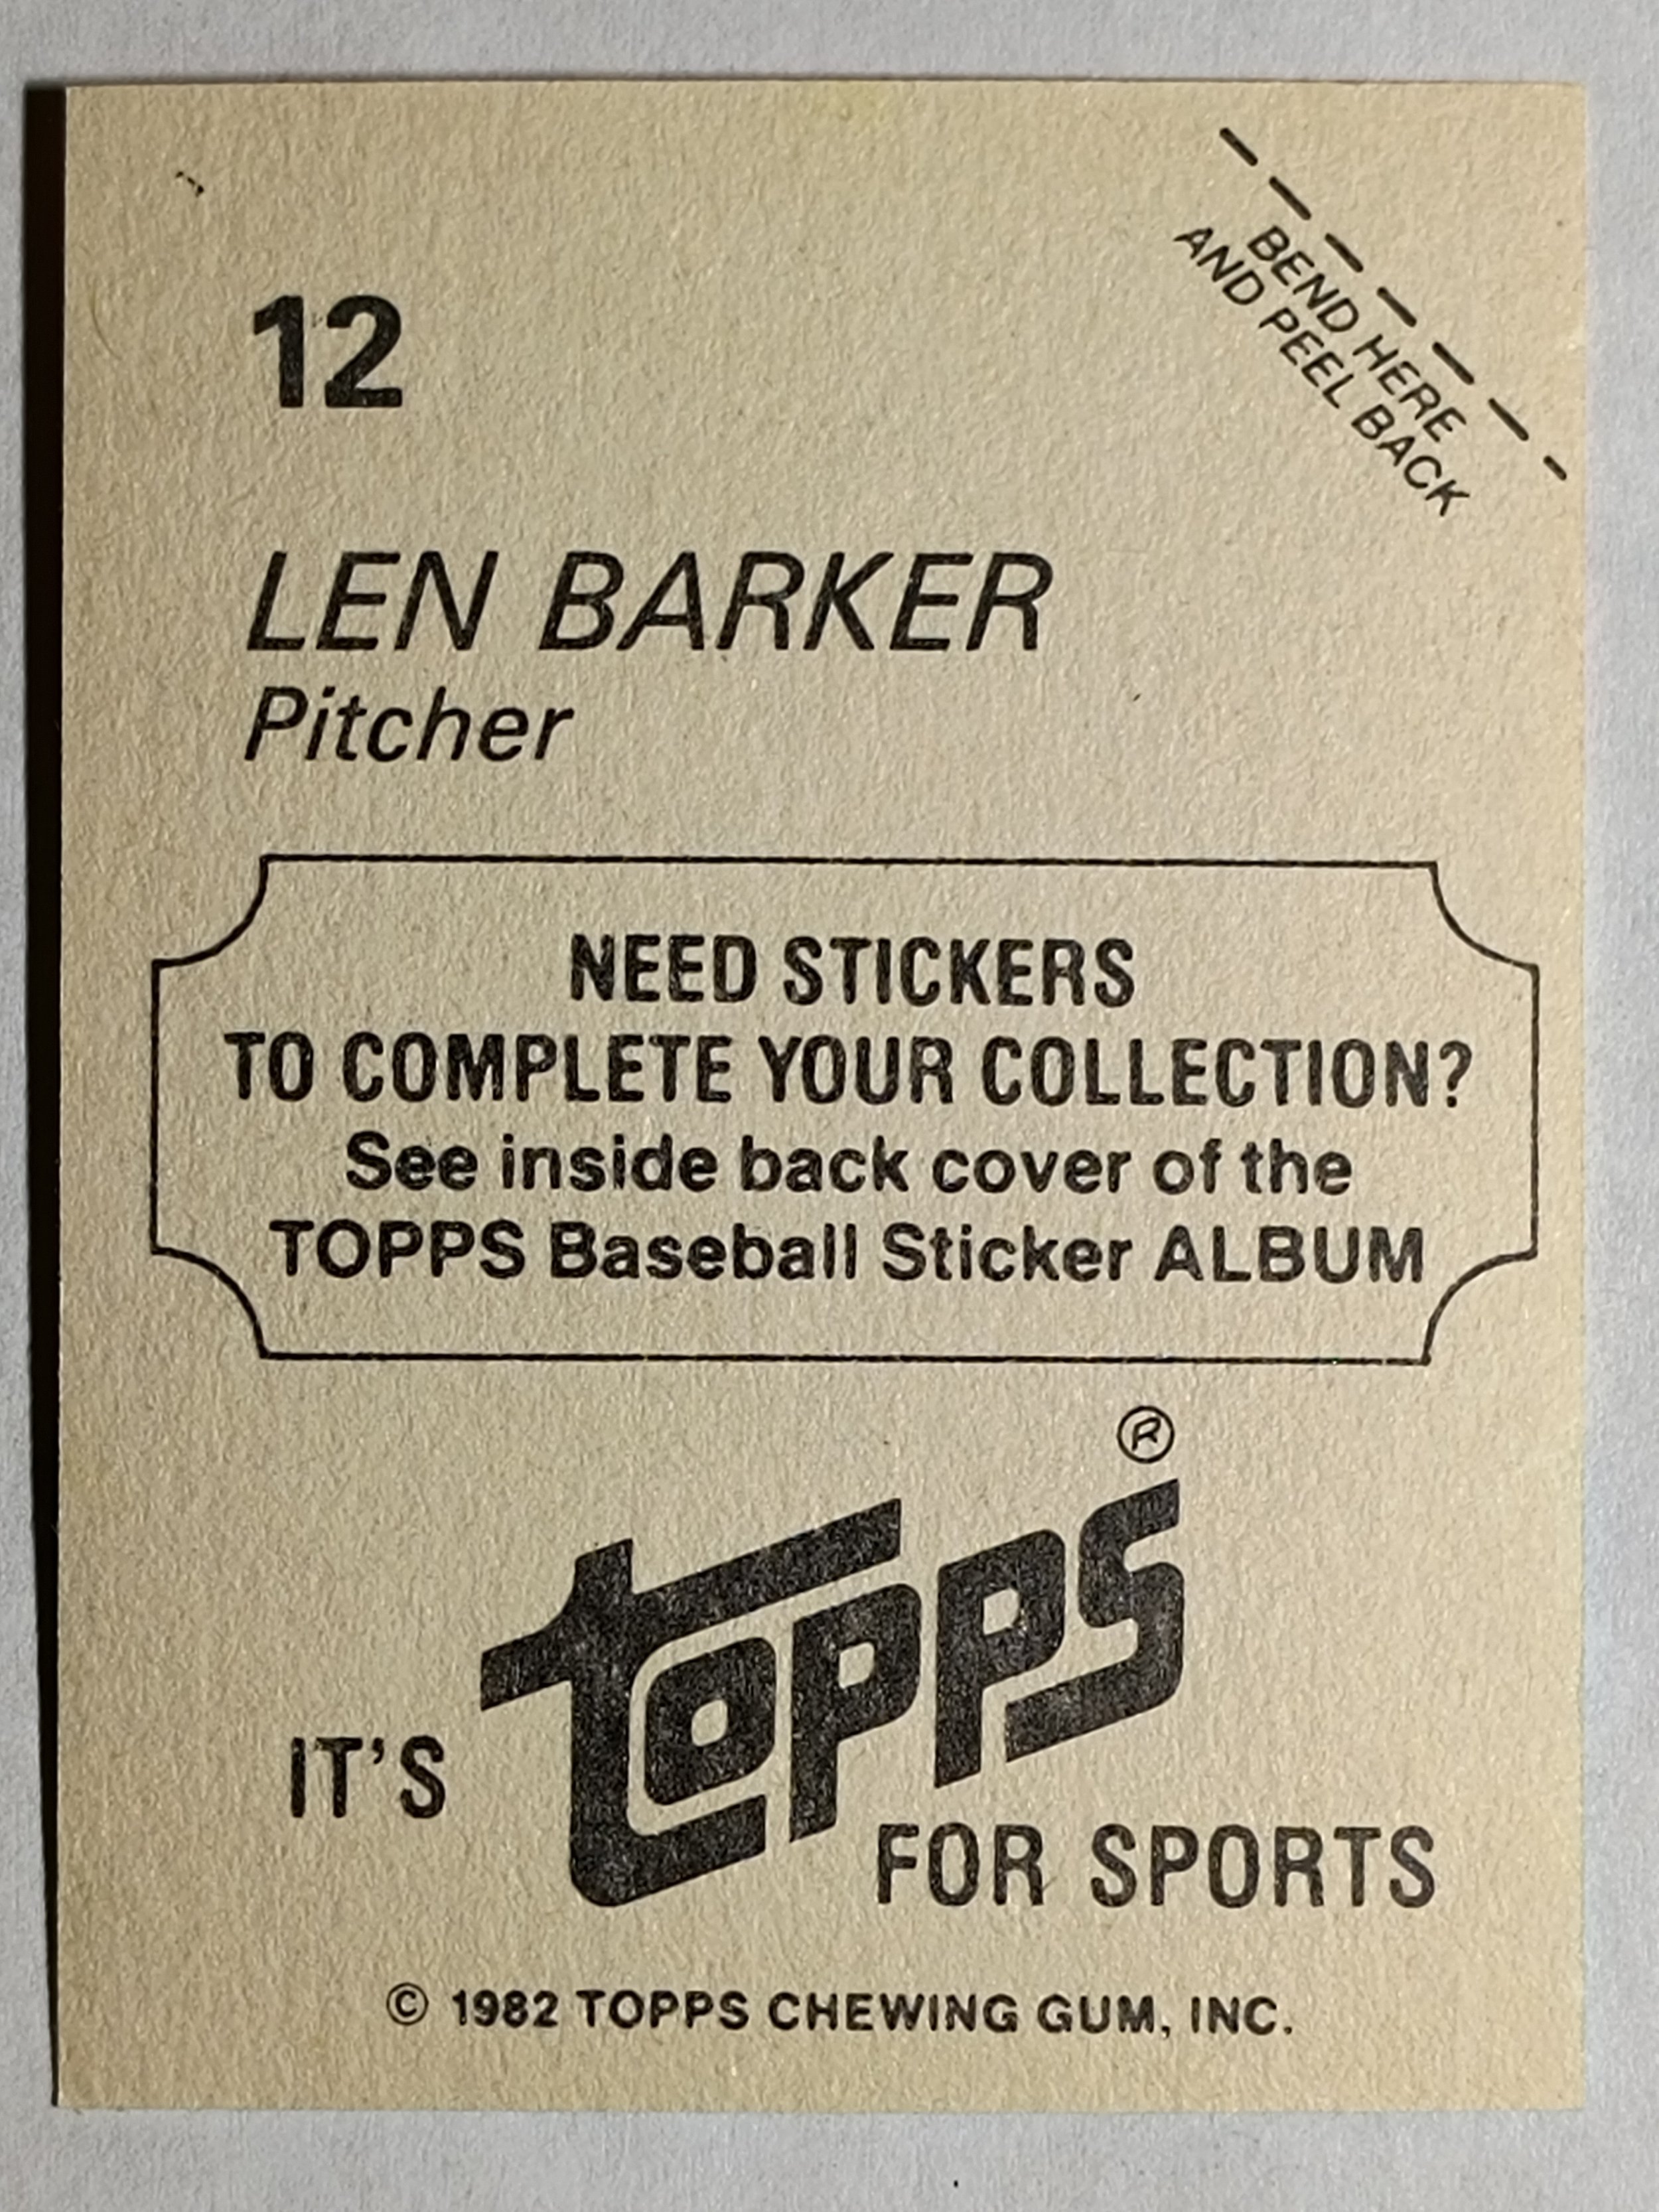 BEND HERE
AND PEEL BACK
12
LEN BARKER
Pitcher
NEED STICKERS
TO COMPLETE YOUR COLLECTION?
See inside back cover of the
TOPPS Baseball Sticker ALBUM
®
IT'S topps
FOR SPORTS
© 1982 TOPPS CHEWING GUM, INC.